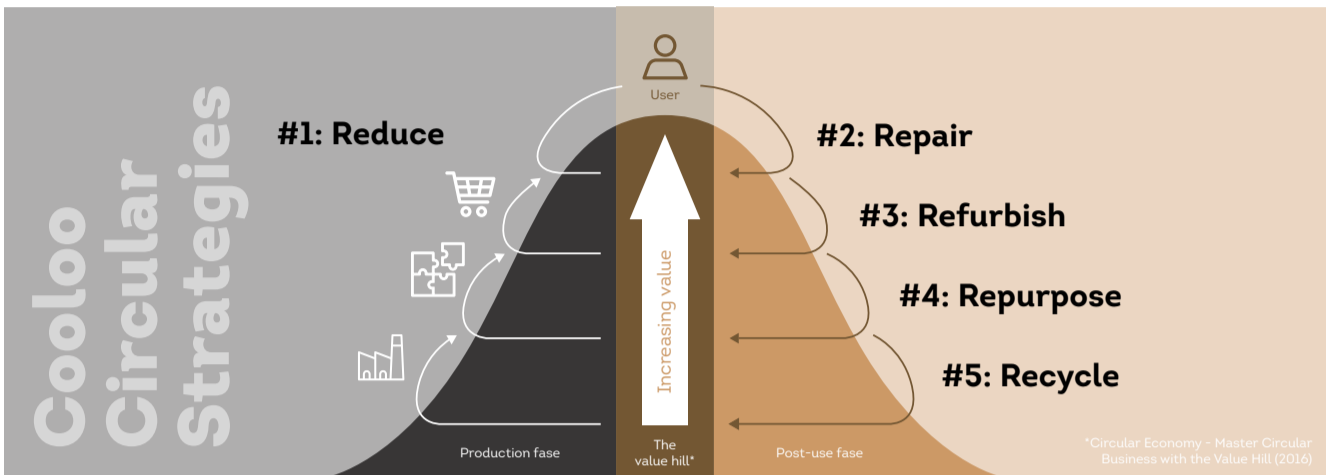 Cooloo
Circular
Strategies
#1: Reduce
User
#2: Repair
#3: Refurbish
#4: Repurpose
#5: Recycle
Increasing value
Production fase
The
value hill*
Post-use fase
*Circular Economy - Master Circular
Business with the Value Hill (2016)